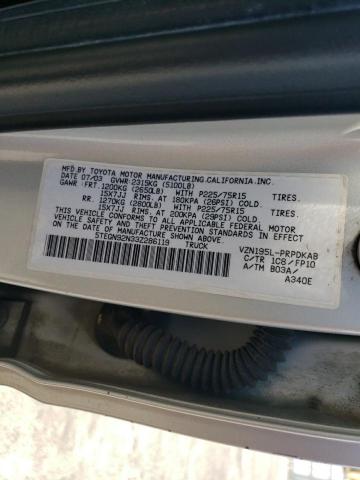 MFD. BY TOYOTA MOTOR MANUFACTURING, CALIFORNIA, INC.
DATE: 07/03 GVWR: 2315KG (5100LB)
GAWR: FRT. 1200KG (2650LB) WITH P225/75R15 TIRES.
15X7JJ RIMS. AT 180KPA (26PSI) COLD
RR. 1270KG (2800LB) WITH P225/75R15 TIRES.
15X7JJ RIMS. AT 200KPA (29PSI) COLD
THIS VEHICLE CONFORMS TO ALL APPLICABLE FEDERAL MOTOR
VEHICLE SAFETY AND THEFT PREVENTION STANDARDS IN
EFFECT ON THE DATE OF MANUFACTURE SHOWN ABOVE.
5TEGN92N33Z286119 TRUCK
VZN195L-PRPDKAB
C/TR 1C8/FP10
A/TM B03A/
A340E